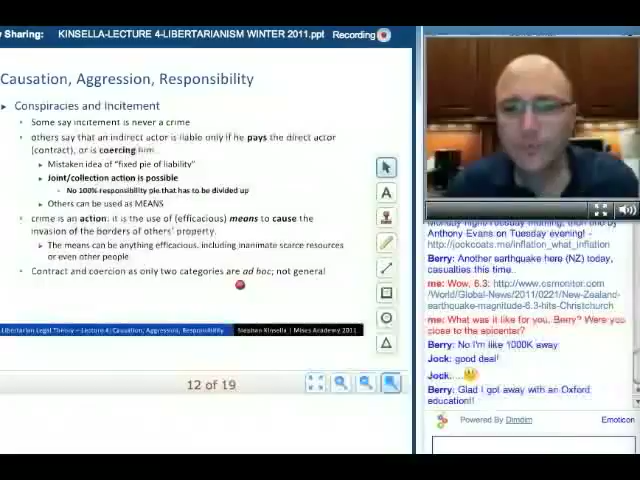 Sharing:
KINSELLA-LECTURE 4-LIBERTARIANISM WINTER 2011.ppt
Recording
Causation, Aggression, Responsibility
Conspiracies and Incitement
Some say incitement is never a crime
others say that an indirect actor is liable only if he pays the direct actor
(contract), or is coercing him.
Mistaken idea of "fixed pie of liability"
Joint/collection action is possible
No 100% responsibility pie that has to be divided up
Others can be used as MEANS
crime is an action: it is the use of (efficacious) means to cause the
invasion of the borders of others' property.
The means can be anything efficacious, including inanimate scarce resources
or even other people
Contract and coercion as only two categories are ad hoc; not general
Libertarian Legal Theory – Lecture 4: Causation, Aggression, Responsibility
Stephan Kinsella | Mises Academy 2011
12 of 19
A
Monday night/Tuesday morning, then by
Anthony Evans on Tuesday evening! -
http://jockcoats.me/inflation_what_inflation
Berry: Another earthquake here (NZ) today,
casualties this time..
me: Wow, 6.3: http://www.csmonitor.com
/World/Global-News/2011/0221/New-Zealand-
earthquake-magnitude-6.3-hits-Christchurch
me: What was it like for you, Berry? Were you
close to the epicenter?
Berry: No I'm like 1000K away
Jock: good deal!
Jock:....
Berry: Glad I got away with an Oxford
education!!
Powered By Dimdim
Emoticon